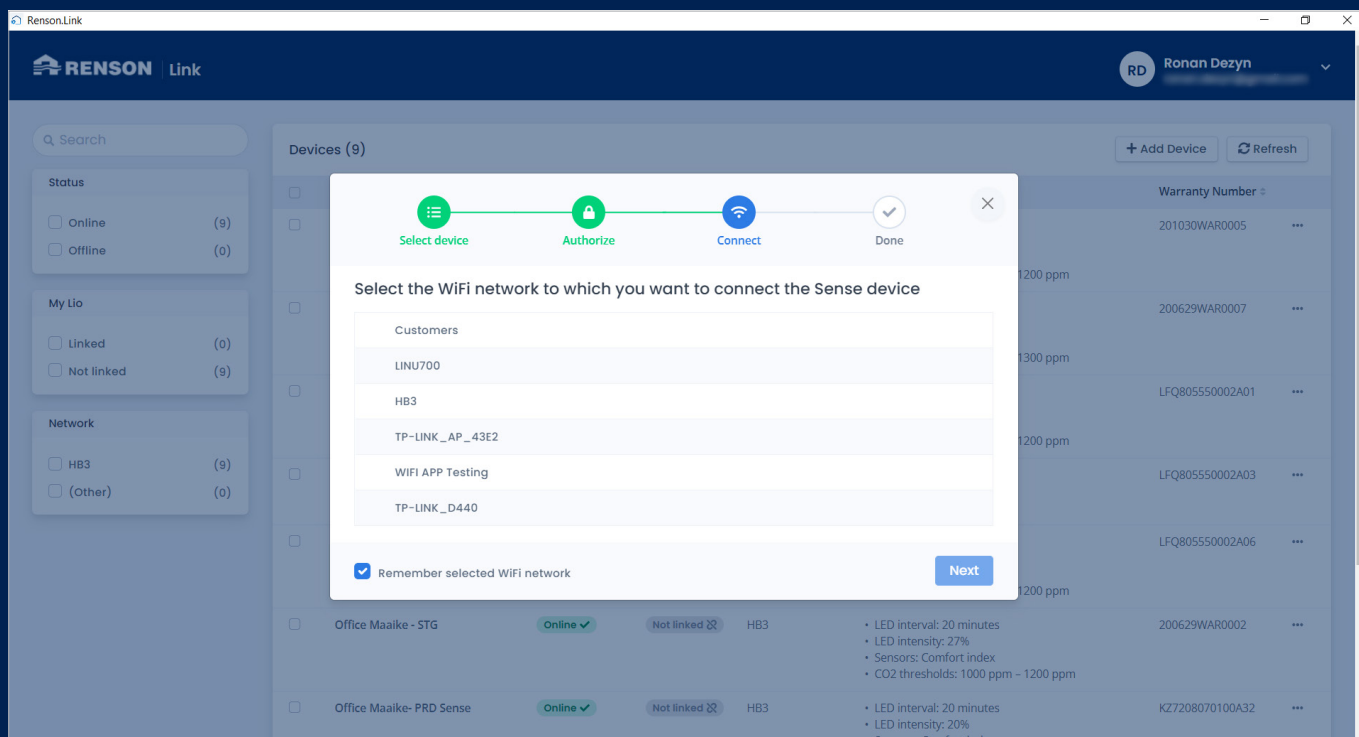 Renson.Link
RENSON Link
RD
Ronan Dezyn
Search
Status
Online (9)
Offline (0)
My Lio
Linked (0)
Not linked (9)
Network
HB3 (9)
(Other) (0)
Devices (9)
+ Add Device
Refresh
Warranty Number
201030WAR0005
1200 ppm
200629WAR0007
1300 ppm
LFQ805550002A01
1200 ppm
LFQ805550002A03
LFQ805550002A06
1200 ppm
Select device
Authorize
Connect
Done
Select the WiFi network to which you want to connect the Sense device
Customers
LINU700
HB3
TP-LINK_AP_43E2
WIFI APP Testing
TP-LINK_D440
Remember selected WiFi network
Next
Office Maaike - STG Online Not linked HB3 • LED interval: 20 minutes 200629WAR0002
• LED intensity: 27%
• Sensors: Comfort index
• CO2 thresholds: 1000 ppm – 1200 ppm
Office Maaike- PRD Sense Online Not linked HB3 • LED interval: 20 minutes KZ7208070100A32
• LED intensity: 20%